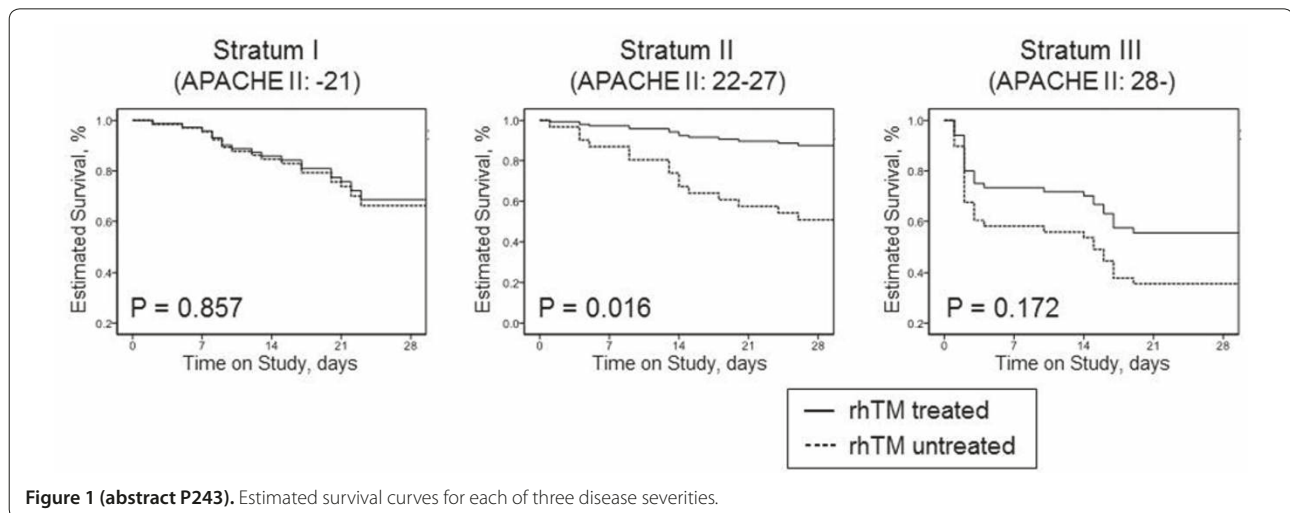 Stratum I
(APACHE II: -21)
Estimated Survival, %
1.0
0.8
0.6
0.4
0.2
P = 0.857
0 7 14 21 28
Time on Study, days
Stratum II
(APACHE II: 22-27)
Estimated Survival, %
1.0
0.8
0.6
0.4
0.2
0.0
P = 0.016
0 7 14 21 28
Time on Study, days
Stratum III
(APACHE II: 28-)
Estimated Survival, %
1.0
0.8
0.6
0.4
0.2
P = 0.172
0 7 14 21 28
Time on Study, days
rhTM treated
rhTM untreated
Figure 1 (abstract P243). Estimated survival curves for each of three disease severities.